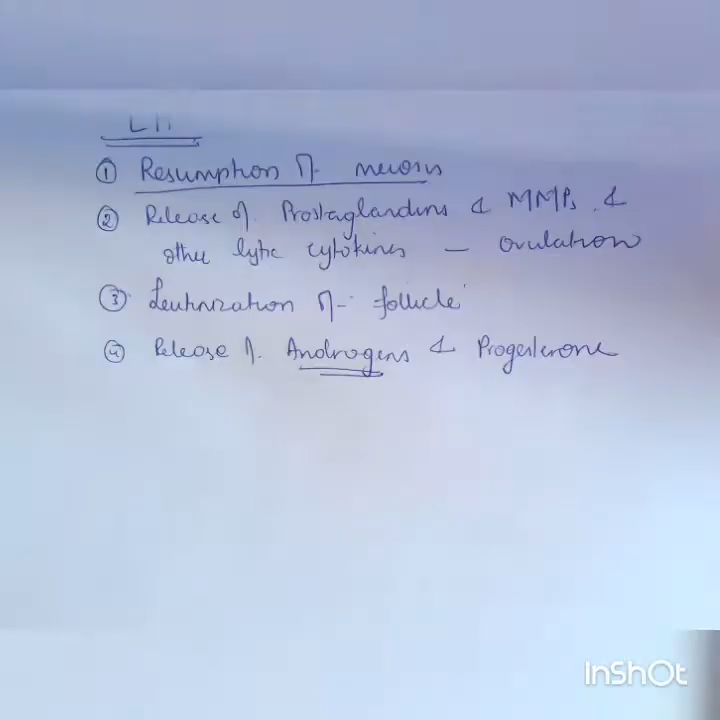 LH
① Resumption of meiosis
② Release of Prostaglandins & MMPs &
other lytic cytokines – ovulation
③ Leutinization of follicle
④ Release of Androgens & Progesterone
InShOt